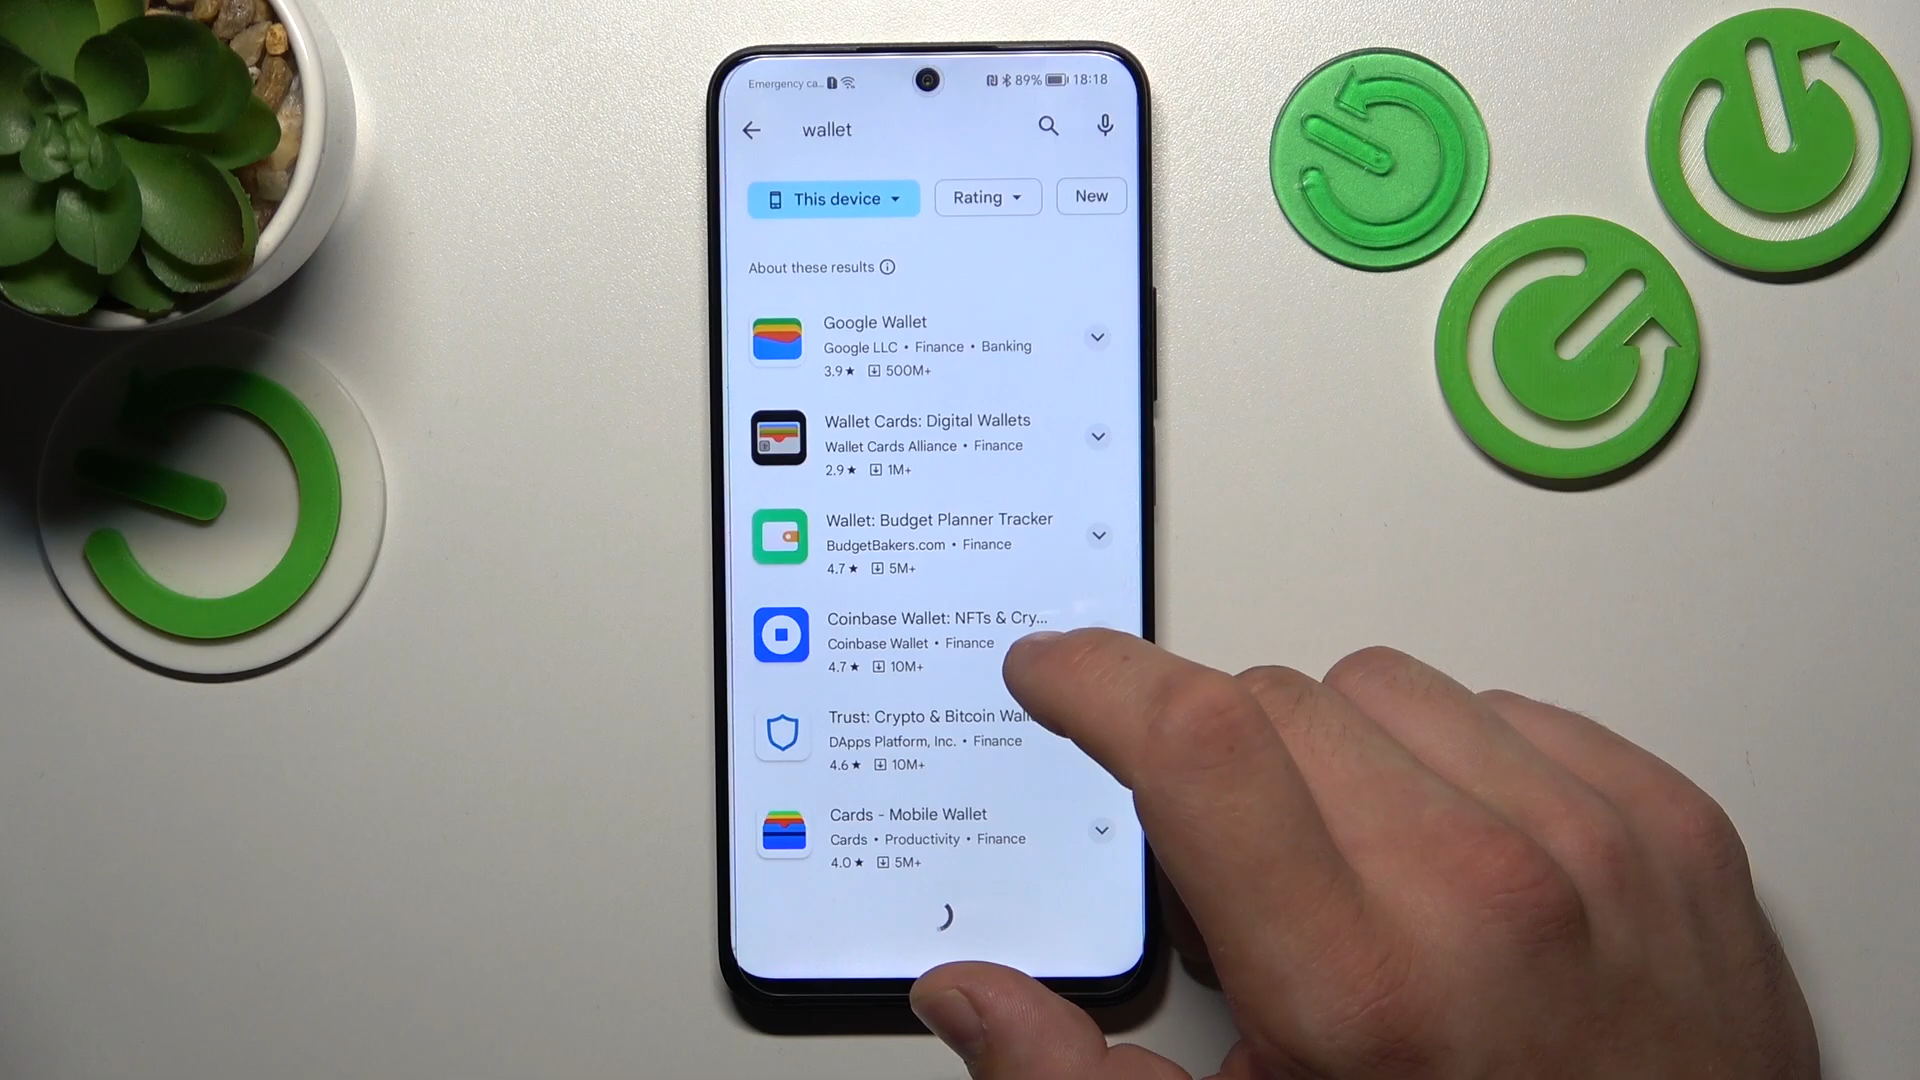 Emergency ca...
89% 18:18
wallet
This device Rating New
About these results
Google Wallet
Google LLC • Finance • Banking
3.9★ 500M+
Wallet Cards: Digital Wallets
Wallet Cards Alliance • Finance
2.9★ 1M+
Wallet: Budget Planner Tracker
BudgetBakers.com • Finance
4.7★ 5M+
Coinbase Wallet: NFTs & Cry...
Coinbase Wallet • Finance
4.7★ 10M+
Trust: Crypto & Bitcoin
DApps Platform, Inc. • Finance
4.6★ 10M+
Cards - Mobile Wallet
Cards • Productivity • Finance
4.0★ 5M+